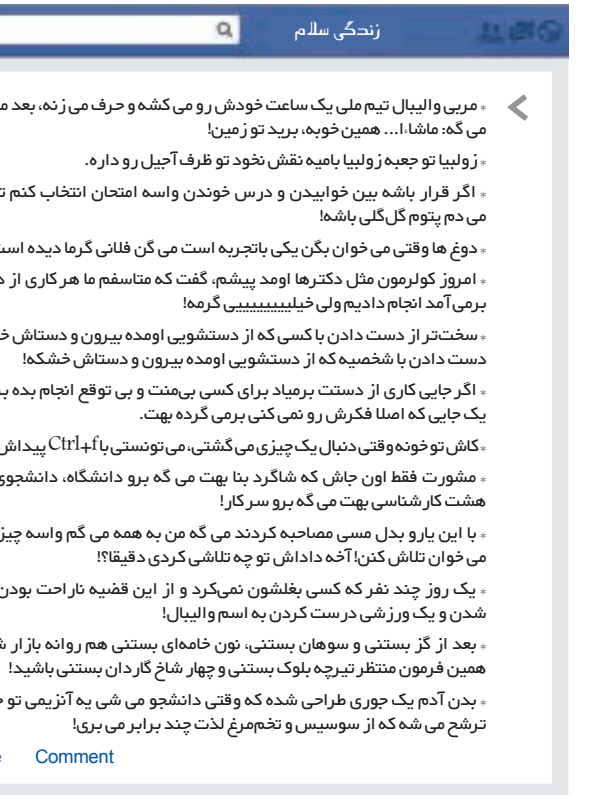 زندگی سلام
* مربی والیبال تیم ملی یک ساعت خودش رو می کشه و حرف می زنه، بعد
می گه: ماشاءا... همین خوبه، برید تو زمین!
* زولبیا تو جعبه زولبیا بامیه نقش نخود تو ظرف آجیل رو داره.
* اگر قرار باشه بین خوابیدن و درس خوندن واسه امتحان انتخاب کنم
می دم پتوم گل گلی باشه!
* دوغ ها وقتی می خوان بگن یکی باتجربه است می گن فلانی گرما دیده
* امروز کولرمون مثل دکترها اومد پیشم، گفت که متاسفم ما هر کاری از
برمی آمد انجام دادیم ولی خیلیییییییییی گرمه!
* سخت‌تر از دست دادن با کسی که از دستشویی اومده بیرون و دستاش
دست دادن با شخصیه که از دستشویی اومده بیرون و دستاش خشکه!
* اگر جایی کاری از دستت برمیاد برای کسی بی‌منت و بی توقع انجام بده
یک جایی که اصلا فکرش رو نمی کنی برمی گرده بهت.
* کاش تو خونه وقتی دنبال یک چیزی می گشتی، می تونستی با Ctrl+f پیداش
* مشورت فقط اون جاش که شاگرد بنا بهت می گه برو دانشگاه، دانشجوی
هشت کارشناسی بهت می گه برو سر کار!
* با این یارو بدل مسی مصاحبه کردند می گه من به همه می گم واسه
می خوان تلاش کنن! آخه داداش تو چه تلاشی کردی دقیقا؟!
* یک روز چند نفر که کسی بغلشون نمی‌کرد و از این قضیه ناراحت
شدن و یک ورزشی درست کردن به اسم والیبال!
* بعد از گز بستنی و سوهان بستنی، نون خامه‌ای بستنی هم روانه بازار
همین فرمون منتظر تیرچه بلوک بستنی و چهار شاخ گاردان بستنی باشید!
* بدن آدم یک جوری طراحی شده که وقتی دانشجو می شی یه آنزیمی تو
ترشح می شه که از سوسیس و تخم‌مرغ لذت چند برابر می بری!
Comment